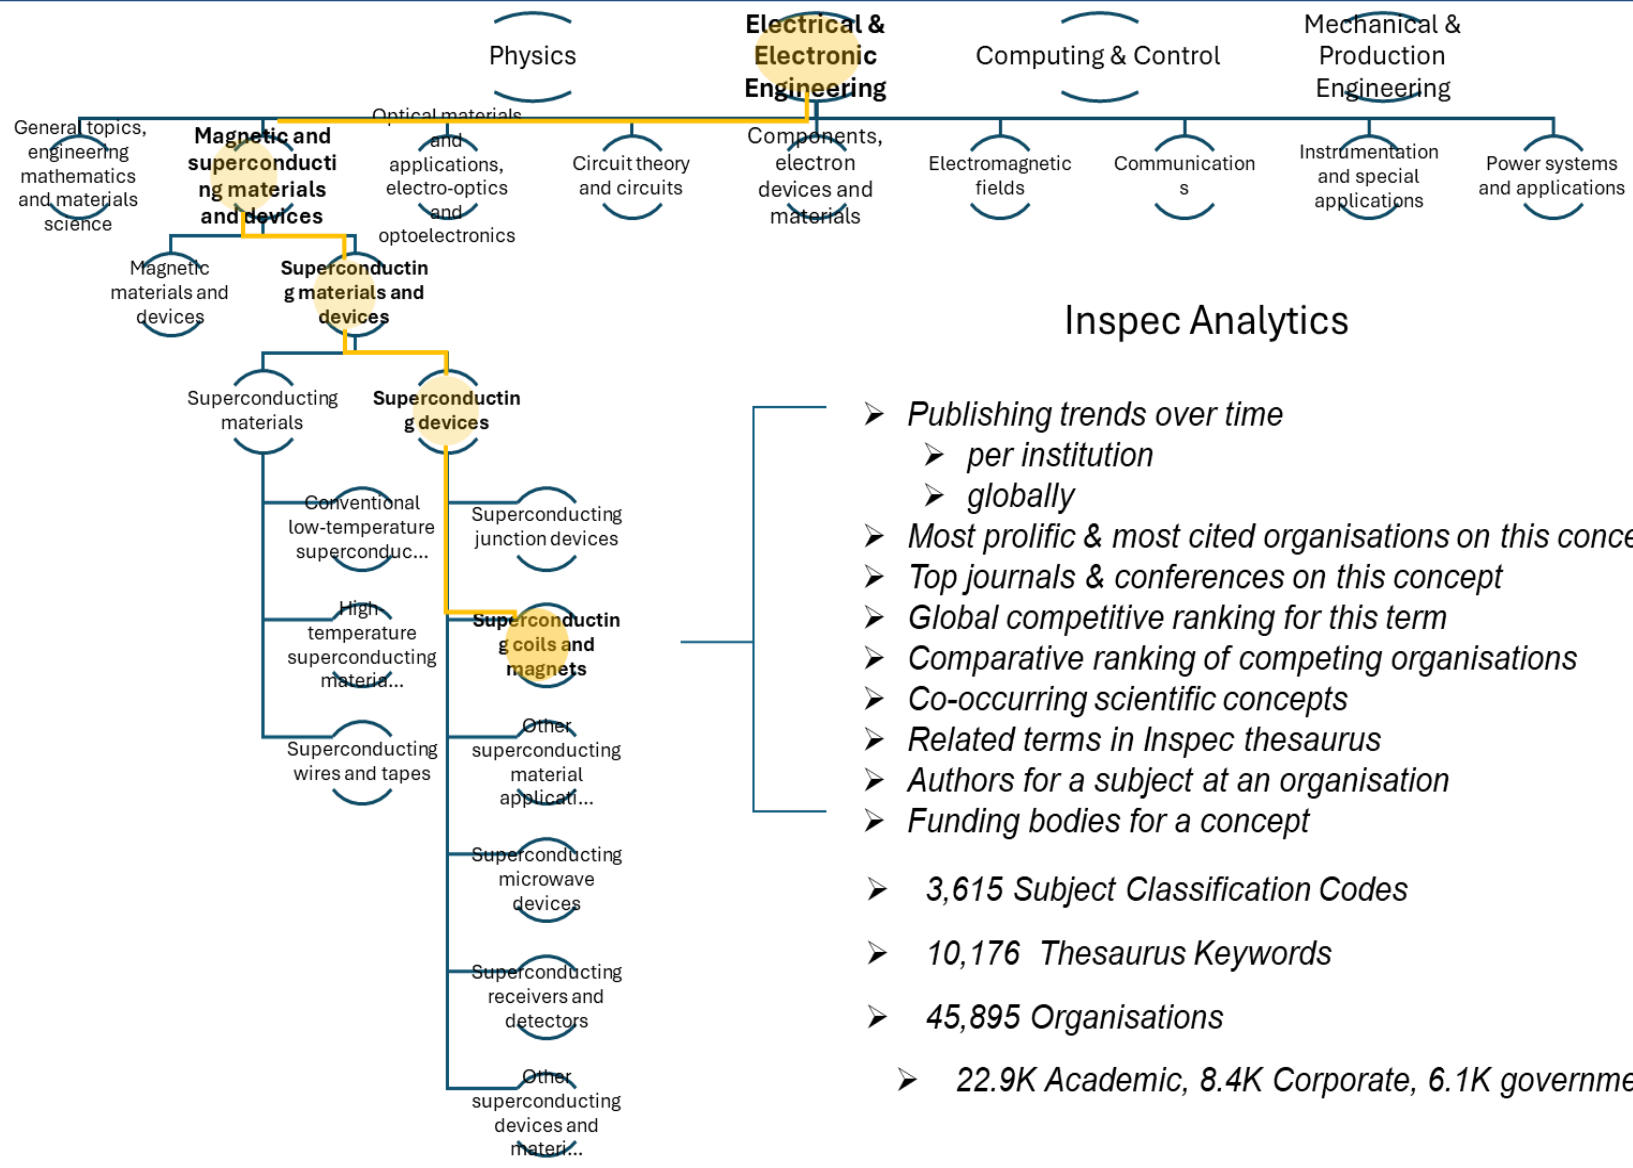 Physics
Electrical &
Electronic
Engineering
Computing & Control
Mechanical &
Production
Engineering
General topics,
engineering
mathematics
and materials
science
Magnetic and
superconducti
ng materials
and devices
Optical materials
and
applications,
electro-optics
and
optoelectronics
Circuit theory
and circuits
Components,
electron
devices and
materials
Electromagnetic
fields
Communication
s
Instrumentation
and special
applications
Power systems
and applications
Magnetic
materials and
devices
Superconductin
g materials and
devices
Superconducting
materials
Superconductin
g devices
Conventional
low-temperature
superconduc...
High-
temperature
superconducting
materia...
Superconducting
wires and tapes
Superconducting
junction devices
Superconductin
g coils and
magnets
Other
superconducting
material
applicati...
Superconducting
microwave
devices
Superconducting
receivers and
detectors
Other
superconducting
devices and
materi...
Inspec Analytics
➢ Publishing trends over time
➢ per institution
➢ globally
➢ Most prolific & most cited organisations on this conce
➢ Top journals & conferences on this concept
➢ Global competitive ranking for this term
➢ Comparative ranking of competing organisations
➢ Co-occurring scientific concepts
➢ Related terms in Inspec thesaurus
➢ Authors for a subject at an organisation
➢ Funding bodies for a concept
➢ 3,615 Subject Classification Codes
➢ 10,176 Thesaurus Keywords
➢ 45,895 Organisations
➢ 22.9K Academic, 8.4K Corporate, 6.1K governme